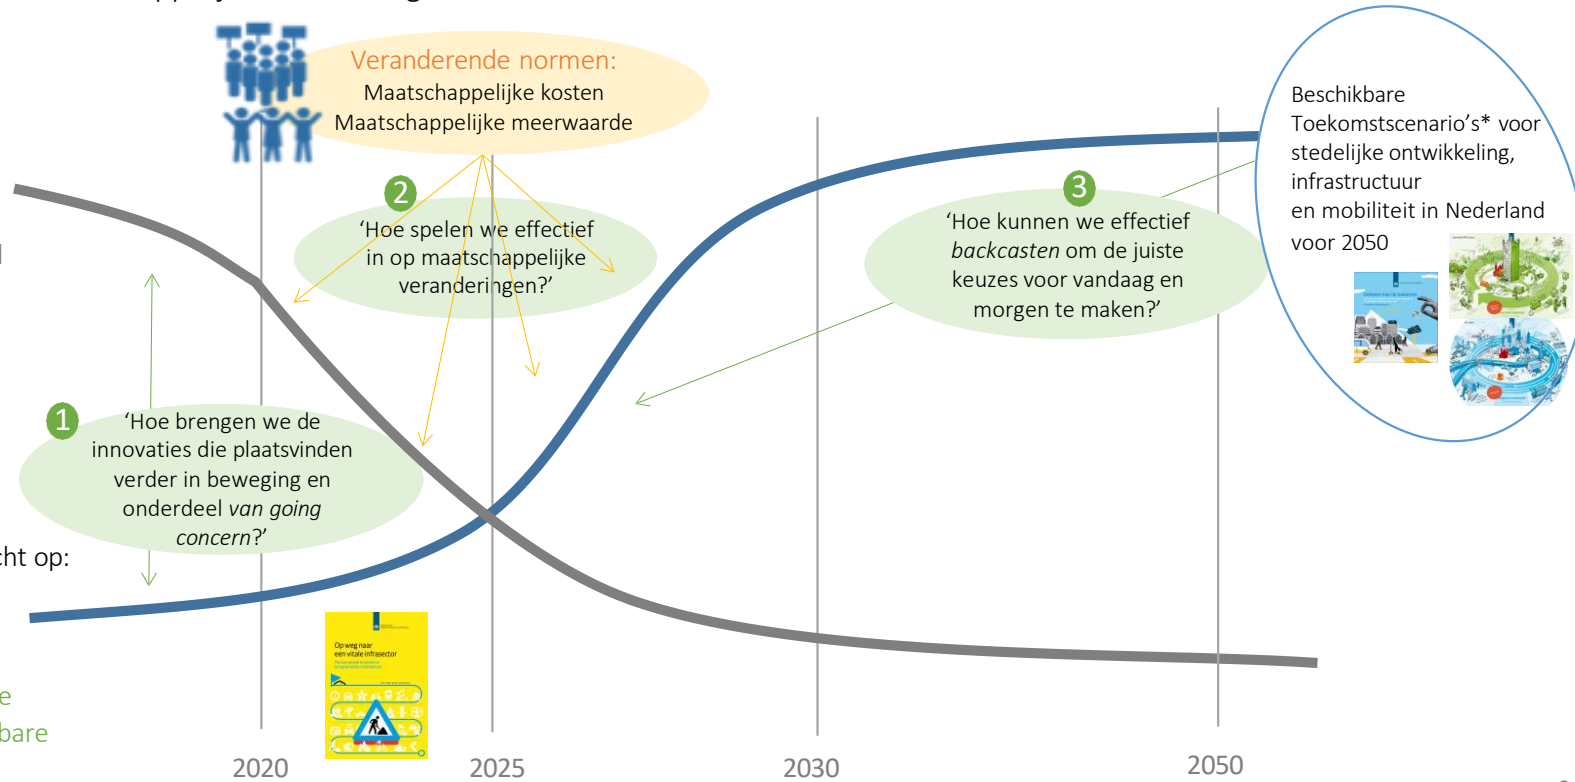 Veranderende normen:
Maatschappelijke kosten
Maatschappelijke meerwaarde
2
‘Hoe spelen we effectief
in op maatschappelijke
veranderingen?’
3
‘Hoe kunnen we effectief
backcasten om de juiste
keuzes voor vandaag en
morgen te maken?’
Beschikbare
Toekomstscenario’s* voor
stedelijke ontwikkeling,
infrastructuur
en mobiliteit in Nederland
voor 2050
1
‘Hoe brengen we de
innovaties die plaatsvinden
verder in beweging en
onderdeel van going
concern?’
cht op:
e
bare
Op weg naar
een vitale infrasector
2020
2025
2030
2050